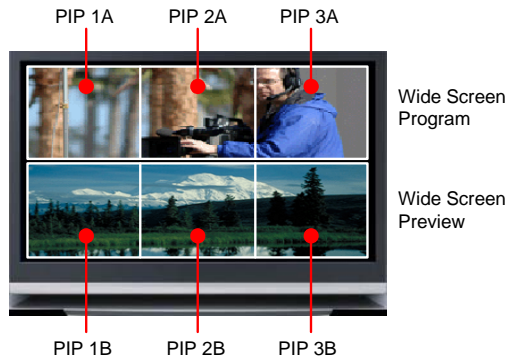 PIP 1A PIP 2A PIP 3A
Wide Screen
Program
Wide Screen
Preview
PIP 1B PIP 2B PIP 3B